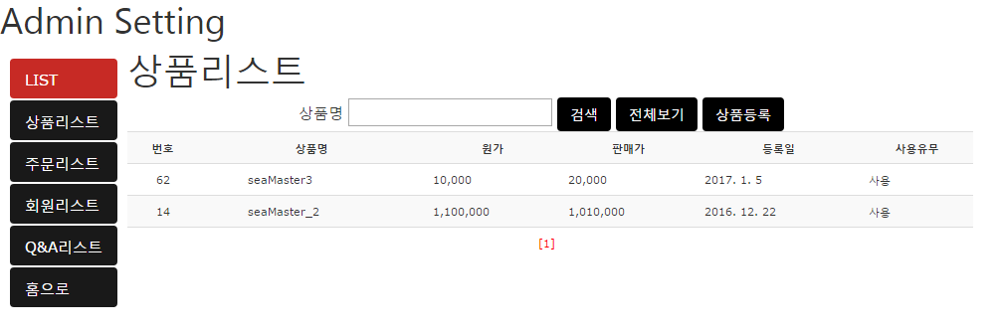 Admin Setting
LIST
상품리스트
주문리스트
회원리스트
Q&A리스트
홈으로
상품리스트
상품명 검색 전체보기 상품등록
번호 상품명 원가 판매가 등록일 사용유무
62 seaMaster3 10,000 20,000 2017. 1. 5 사용
14 seaMaster_2 1,100,000 1,010,000 2016. 12. 22 사용
[1]